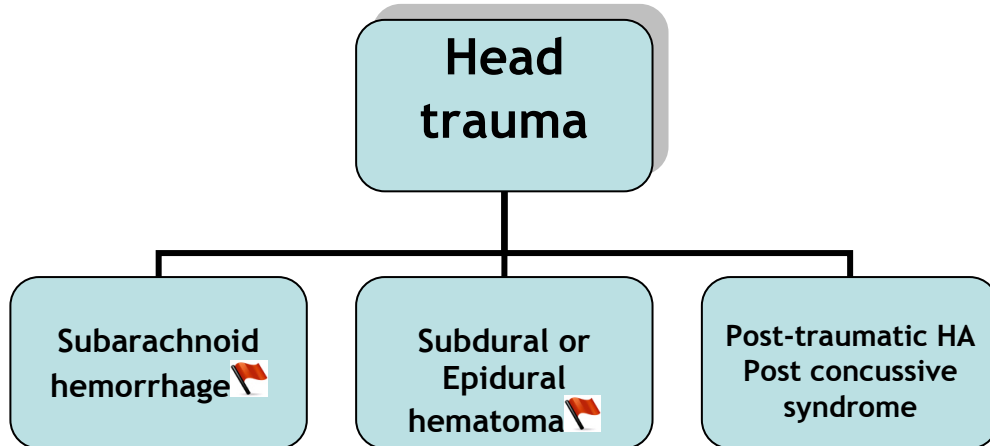 Head
trauma
Subarachnoid
hemorrhage
Subdural or
Epidural
hematoma
Post-traumatic HA
Post concussive
syndrome